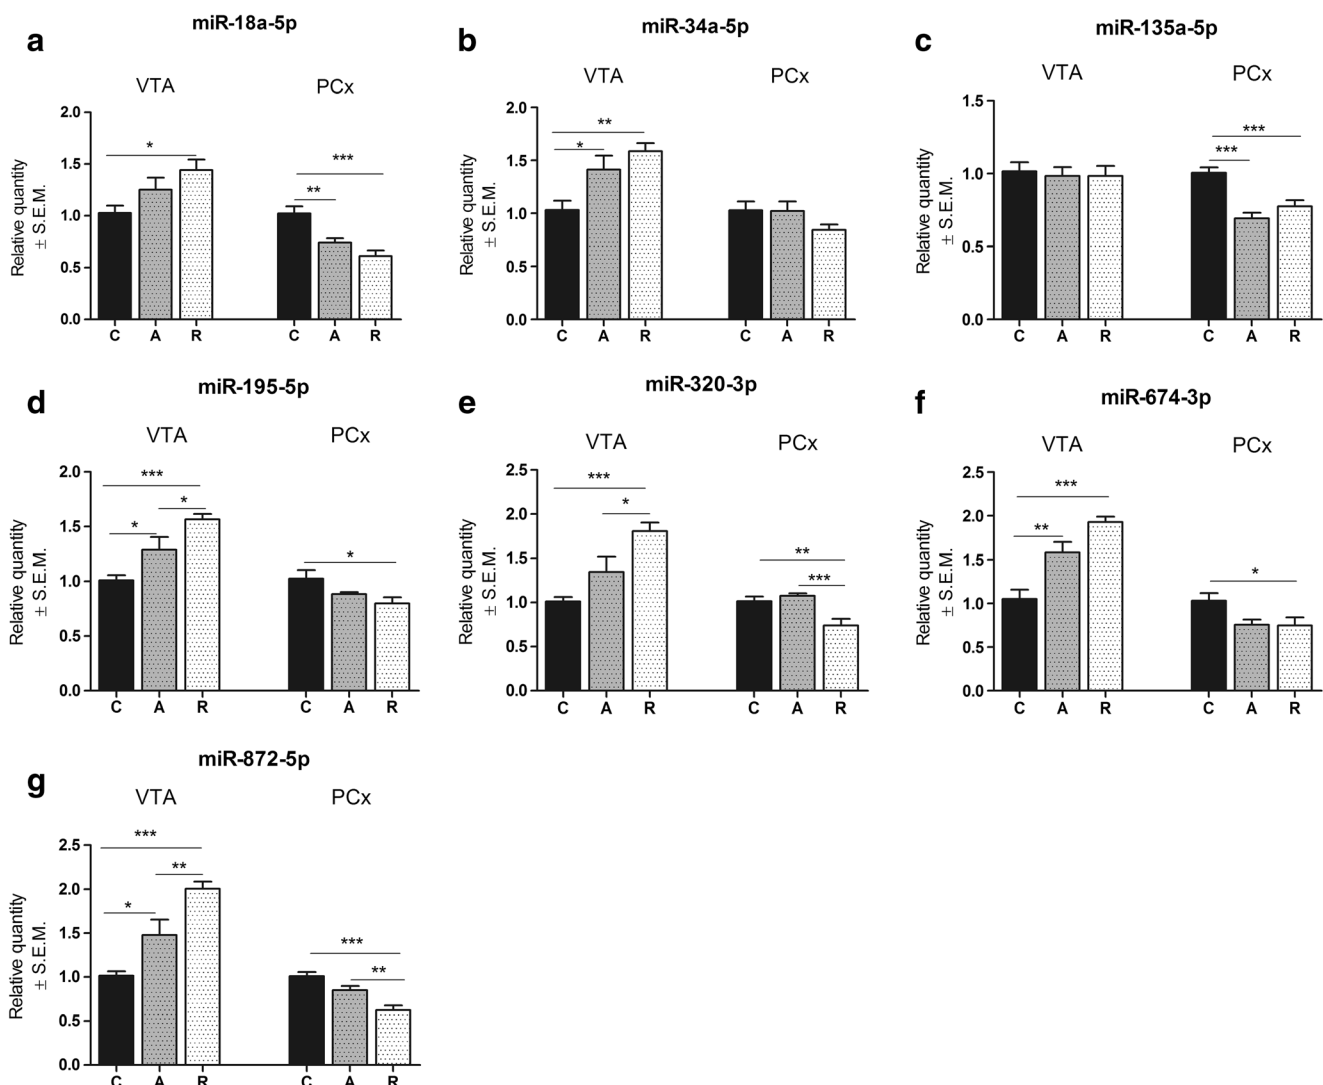 miR-18a-5p
a
VTA PCx
Relative quantity
± S.E.M.
2.0
1.5
1.0
0.5
0.0
*
***
**
C A R C A R
miR-34a-5p
b
VTA PCx
Relative quantity
± S.E.M.
2.0
1.5
1.0
0.5
0.0
**
*
C A R C A R
miR-135a-5p
c
VTA PCx
Relative quantity
± S.E.M.
1.5
1.0
0.5
0.0
***
***
C A R C A R
miR-195-5p
d
VTA PCx
Relative quantity
± S.E.M.
2.0
1.5
1.0
0.5
0.0
***
*
*
*
C A R C A R
miR-320-3p
e
VTA PCx
Relative quantity
± S.E.M.
2.5
2.0
1.5
1.0
0.5
0.0
***
*
**
***
C A R C A R
miR-674-3p
f
VTA PCx
Relative quantity
± S.E.M.
2.5
2.0
1.5
1.0
0.5
0.0
***
**
*
C A R C A R
miR-872-5p
g
VTA PCx
Relative quantity
± S.E.M.
2.5
2.0
1.5
1.0
0.5
0.0
***
**
*
***
**
C A R C A R